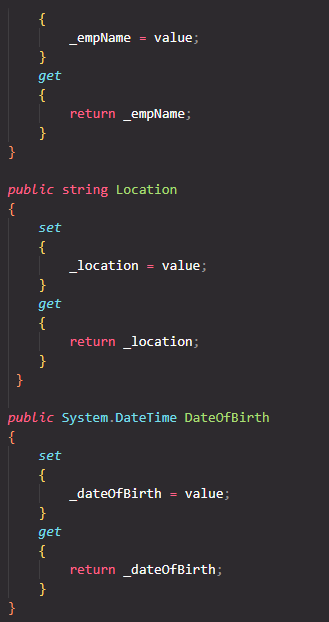 {
        _empName = value;
    }
    get
    {
        return _empName;
    }
}
public string Location
{
    set
    {
        _location = value;
    }
    get
    {
        return _location;
    }
 }
public System.DateTime DateOfBirth
{
    set
    {
        _dateOfBirth = value;
    }
    get
    {
        return _dateOfBirth;
    }
}